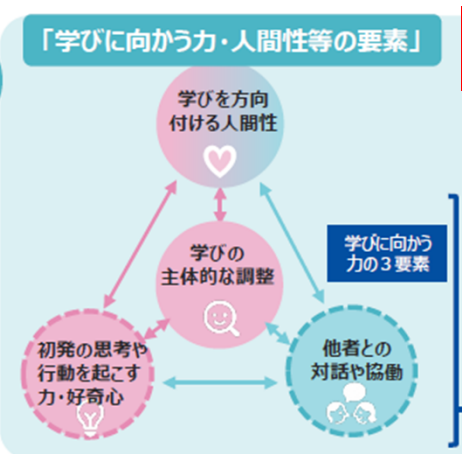 「学びに向かう力・人間性等の要素」
学びを方向
付ける人間性
学びの
主体的な調整
学びに向かう
力の3要素
初発の思考や
行動を起こす
力・好奇心
他者との
対話や協働